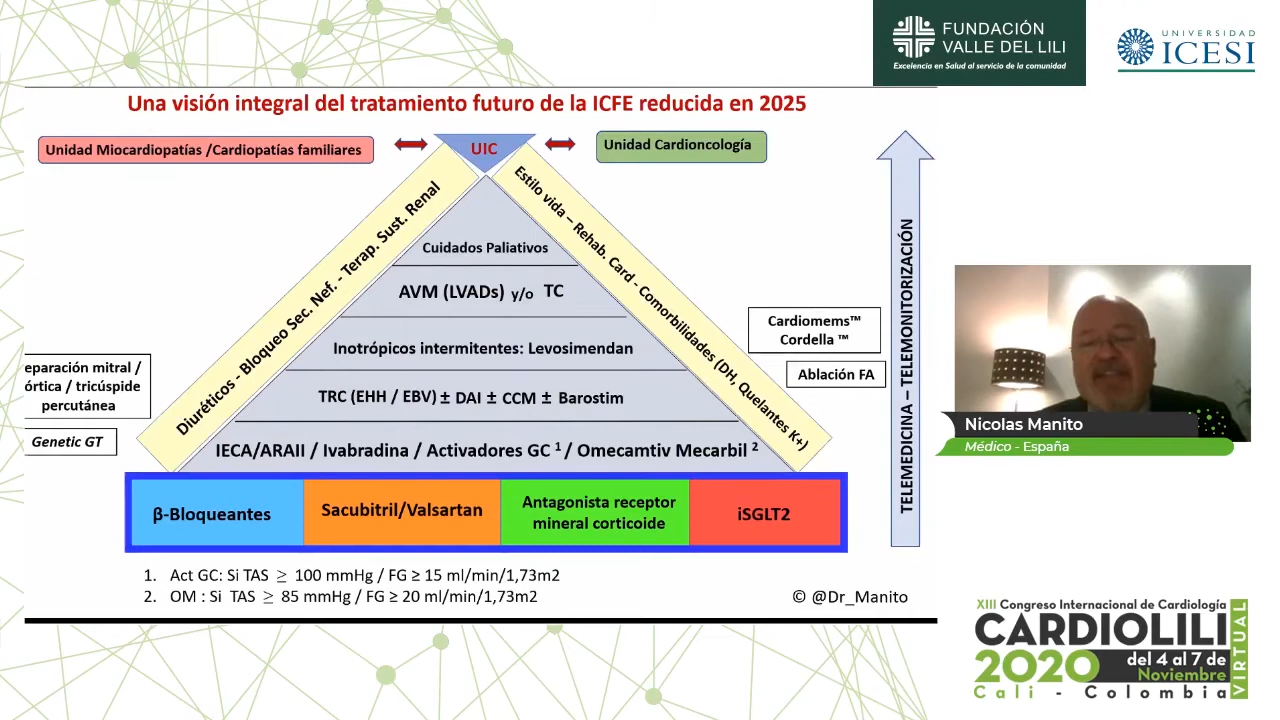 FUNDACIÓN
VALLE DEL LILI
Excelencia en Salud al servicio de la comunidad
UNIVERSIDAD
ICESI
Una visión integral del tratamiento futuro de la ICFE reducida en 2025
Unidad Miocardiopatías /Cardiopatías familiares
UIC
Unidad Cardioncología
Diuréticos - Bloqueo Sec. Nef. - Terap. Sust. Renal
Estilo vida – Rehab. Card - Comorbilidades (DH, Quelantes K+)
Cuidados Paliativos
AVM (LVADs) y/o TC
Inotrópicos intermitentes: Levosimendan
TRC (EHH / EBV) ± DAI ± CCM ± Barostim
IECA/ARAII / Ivabradina / Activadores GC 1 / Omecamtiv Mecarbil 2
β-Bloqueantes
Sacubitril/Valsartan
Antagonista receptor
mineral corticoide
iSGLT2
eparación mitral /
órtica / tricúspide
percutánea
Genetic GT
Cardiomems™
Cordella ™
Ablación FA
TELEMEDICINA – TELEMONITORIZACIÓN
1. Act GC: Si TAS ≥ 100 mmHg / FG ≥ 15 ml/min/1,73m2
2. OM : Si TAS ≥ 85 mmHg / FG ≥ 20 ml/min/1,73m2
© @Dr_Manito
Nicolas Manito
Médico - España
XIII Congreso Internacional de Cardiología
CARDIOLILI
2020 del 4 al 7 de
Noviembre
Cali - Colombia
VIRTUAL